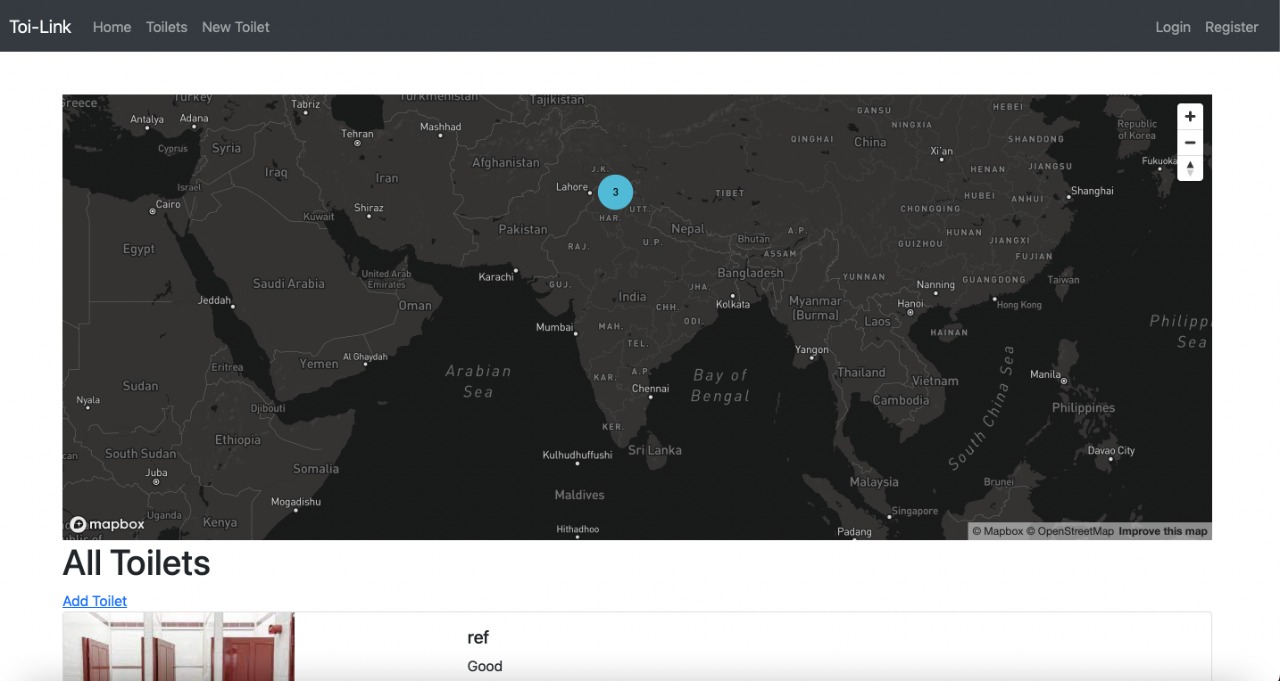 Toi-Link Home Toilets New Toilet Login Register
Greece Turkey Tabriz Turkmenistan Tajikistan GANSU HEBEI
Antalya Adana Tehran Mashhad NINGXIA Republic of Korea
Cyprus Syria Afghanistan QINGHAI China SHANDONG
Iraq Iran J.K. Xi'an Fukuoka
Israel Lahore 3 TIBET HENAN JIANGSU
Cairo Shiraz UTT. HUBEI ANHUI Shanghai
Kuwait HAR. CHONGQING
Egypt Pakistan Nepal HUNAN JIANGXI
RAJ. U.P. Bhutan A.P. GUIZHOU
ASSAM FUJIAN
Saudi Arabia United Arab Emirates Karachi GUJ. JHA. Bangladesh YUNNAN GUANGDONG Taiwan
Jeddah Oman India CHH. Kolkata Myanmar (Burma) Nanning Hanoi Hong Kong
Mumbai MAH. ODI. Laos HAINAN
TEL. Yangon
Eritrea Yemen Al Ghaydah Arabian Sea KAR. A.P. Bay of Bengal Thailand Vietnam Manila
Sudan Chennai South China Sea
Nyala Djibouti Cambodia Philippines
Ethiopia KER.
South Sudan Kulhudhuffushi Sri Lanka Davao City
Juba Somalia Malaysia Brunei
Mogadishu Maldives
Uganda Kenya Hithadhoo Singapore
Padang
mapbox
© Mapbox © OpenStreetMap Improve this map
All Toilets
Add Toilet
ref
Good